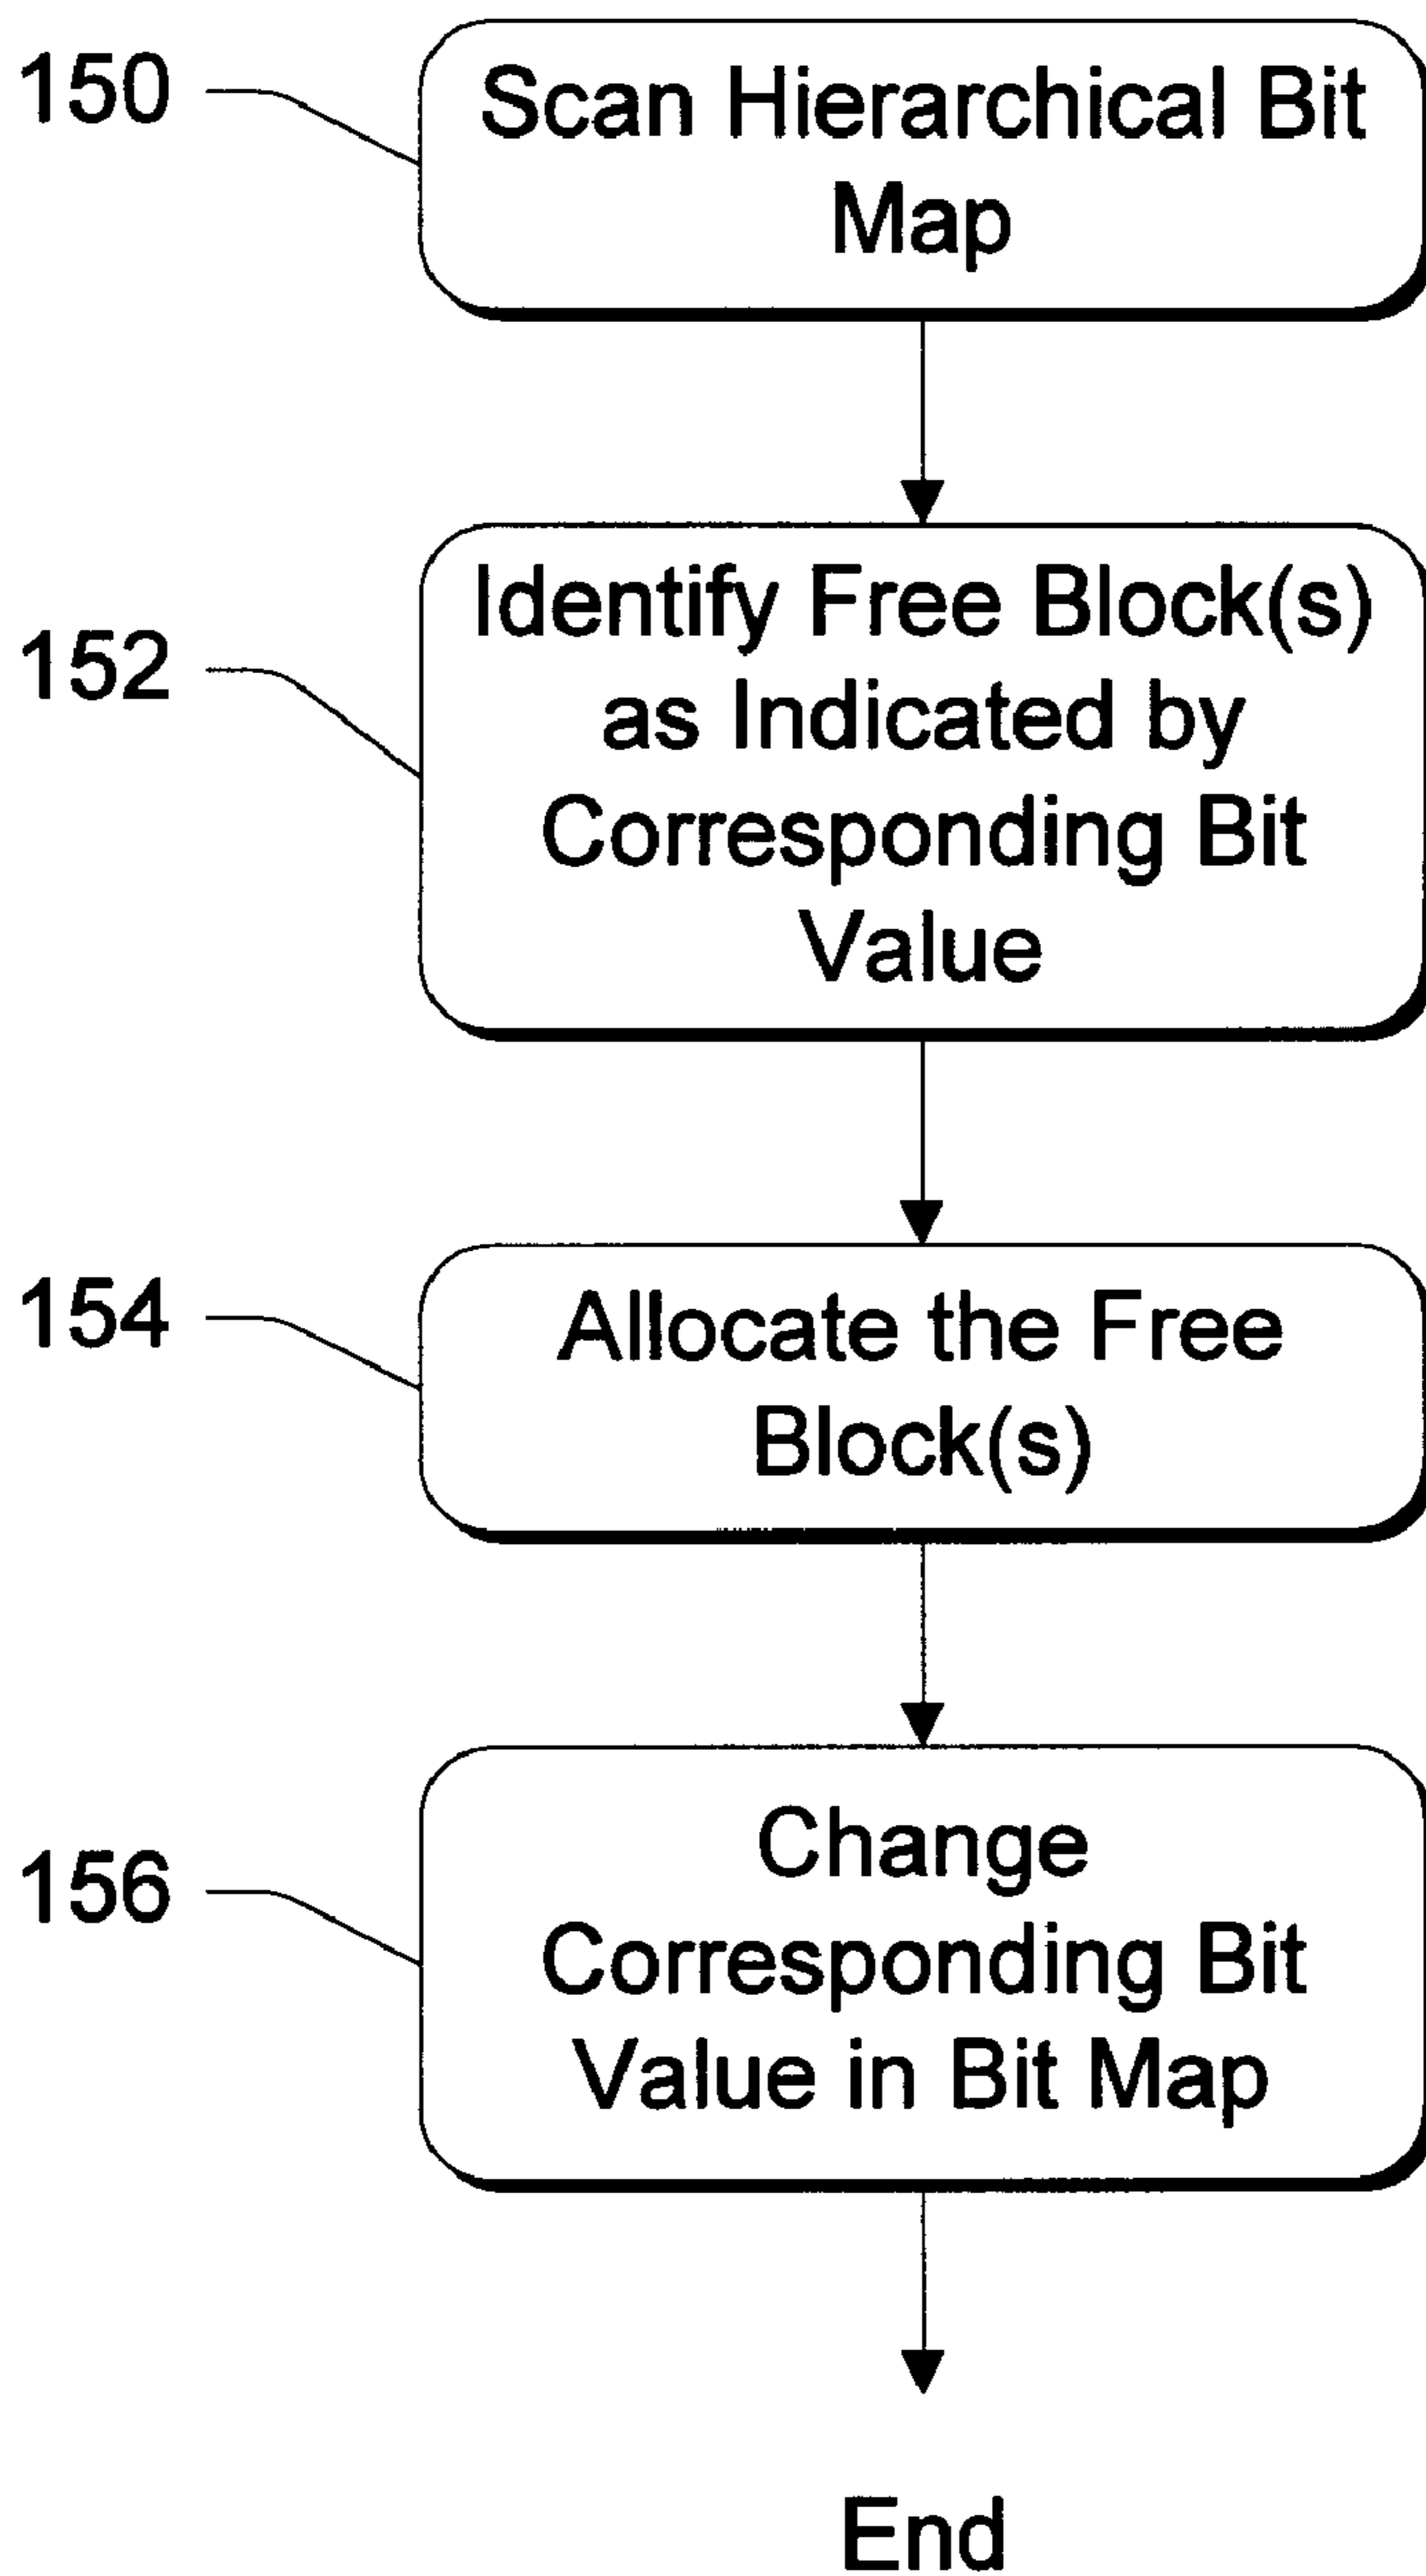 150
Scan Hierarchical Bit
Map
152
Identify Free Block(s)
as Indicated by
Corresponding Bit
Value
154
Allocate the Free
Block(s)
156
Change
Corresponding Bit
Value in Bit Map
End